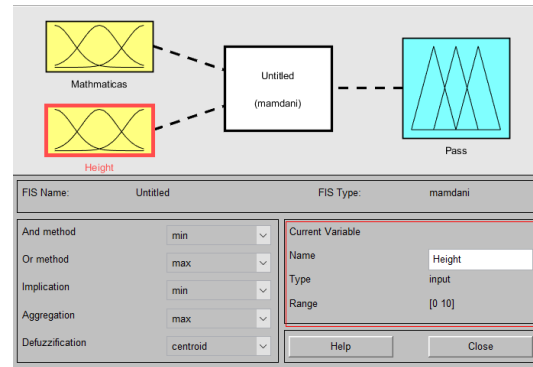 Mathmaticas
Untitled
(mamdani)
Height
Pass
FIS Name: Untitled FIS Type: mamdani
And method min
Or method max
Implication min
Aggregation max
Defuzzification centroid
Current Variable
Name Height
Type input
Range [0 10]
Help Close